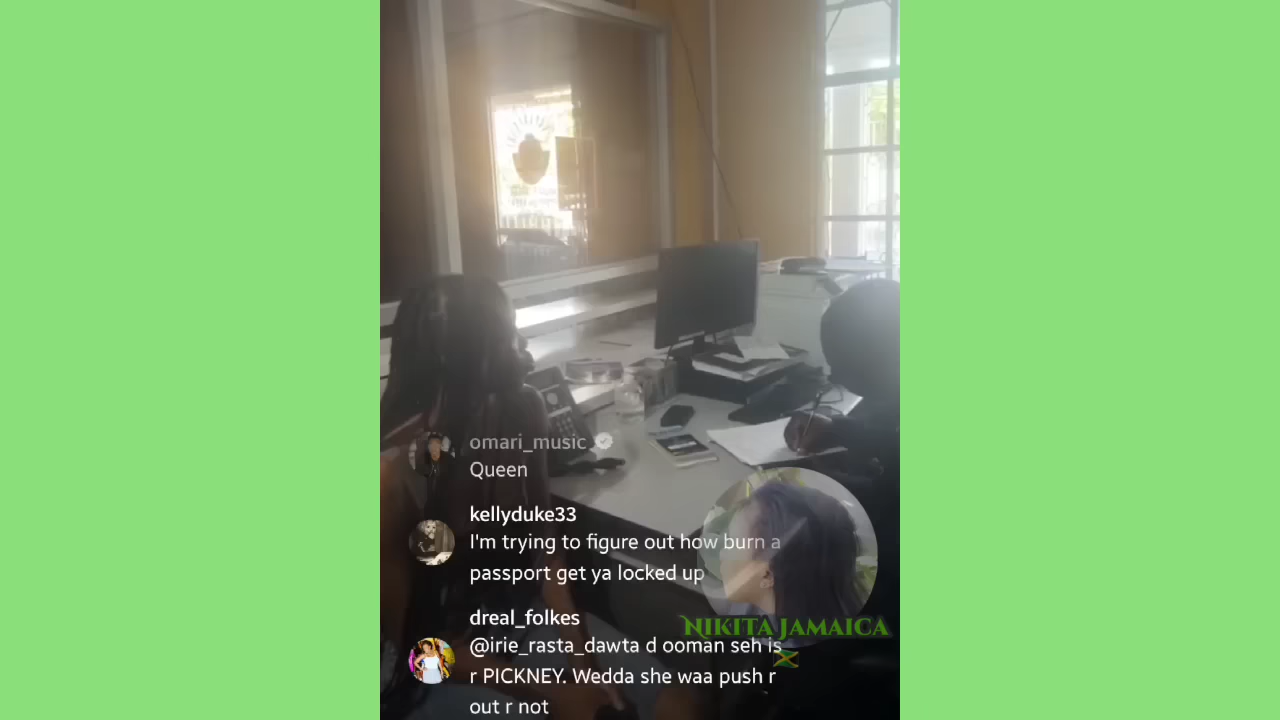 omari_music
Queen
kellyduke33
I'm trying to figure out how burn a
passport get ya locked up
NIKITA JAMAICA
dreal_folkes
@irie_rasta_dawta d ooman seh is
r PICKNEY. Wedda she waa push r
out r not